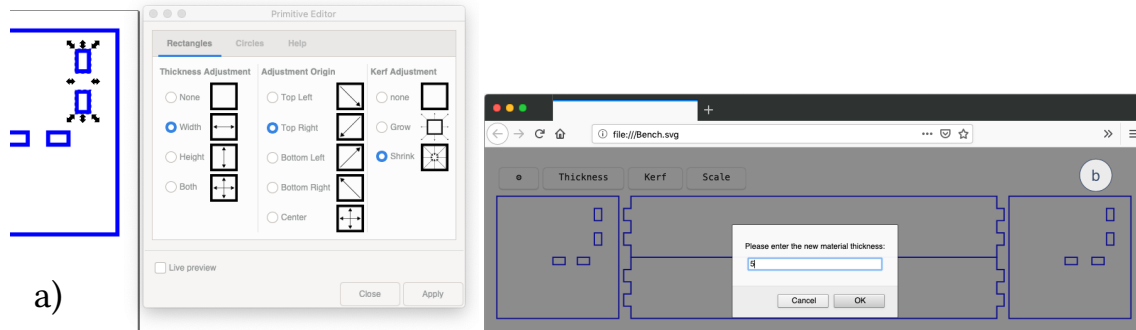 Primitive Editor
Rectangles Circles Help
Thickness Adjustment Adjustment Origin Kerf Adjustment
None Top Left none
Width Top Right Grow
Height Bottom Left Shrink
Both Bottom Right
Center
Live preview
Close Apply
a)
file:///Bench.svg
Thickness Kerf Scale
b
Please enter the new material thickness:
5
Cancel OK